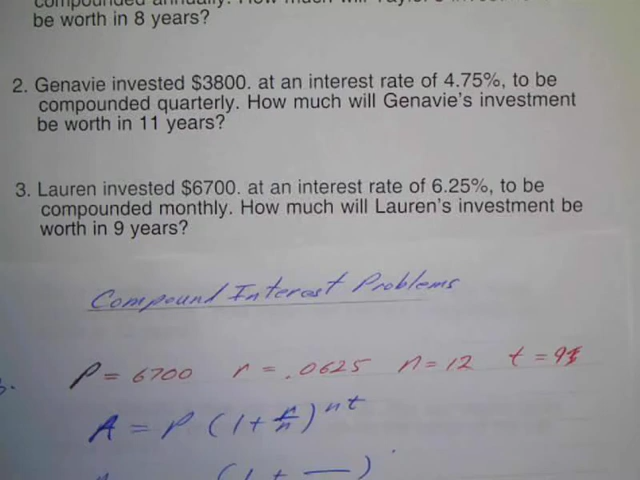 be worth in 8 years?
2. Genavie invested $3800. at an interest rate of 4.75%, to be
compounded quarterly. How much will Genavie's investment
be worth in 11 years?
3. Lauren invested $6700. at an interest rate of 6.25%, to be
compounded monthly. How much will Lauren's investment be
worth in 9 years?
Compound Interest Problems
P = 6700 r = .0625 n = 12 t = 9
A = P (1 + r/n)^nt
(1 + —)